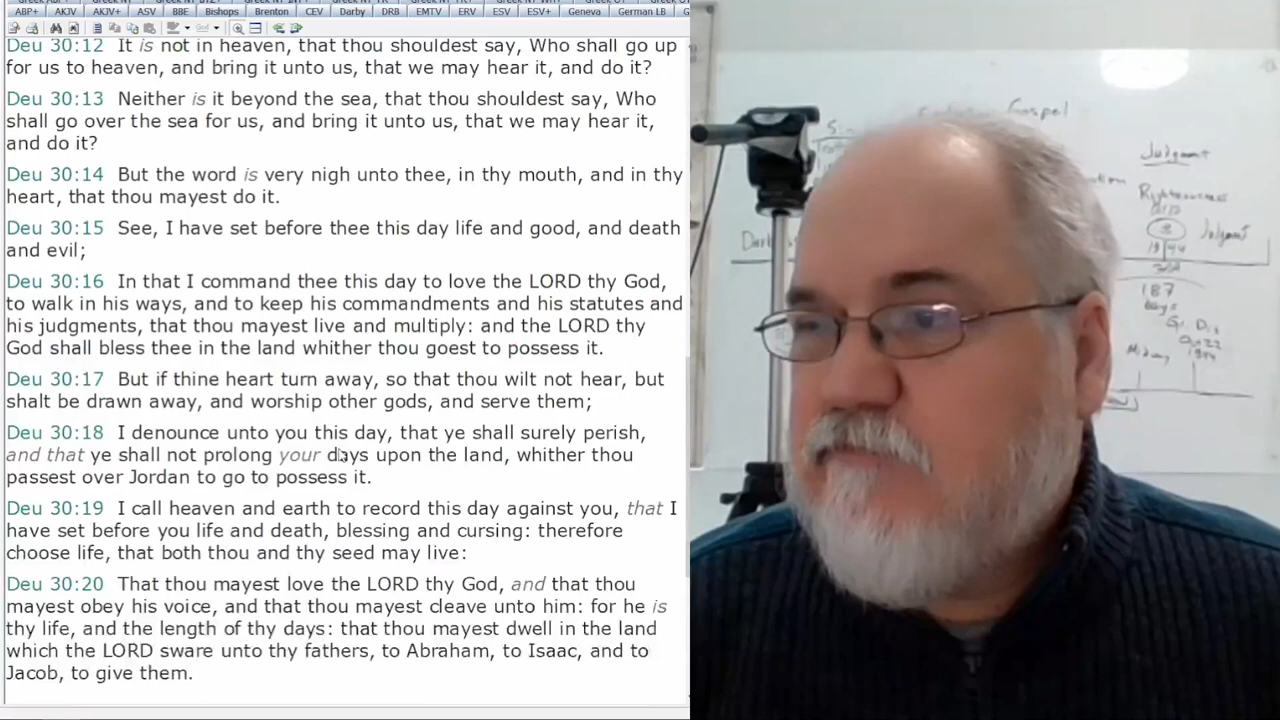 ABP+ AKJV AKJV+ ASV BBE Bishops Brenton CEV Darby DRB EMTV ERV ESV ESV+ Geneva German LB
Deu 30:12 It is not in heaven, that thou shouldest say, Who shall go up
for us to heaven, and bring it unto us, that we may hear it, and do it?
Deu 30:13 Neither is it beyond the sea, that thou shouldest say, Who
shall go over the sea for us, and bring it unto us, that we may hear it,
and do it?
Deu 30:14 But the word is very nigh unto thee, in thy mouth, and in thy
heart, that thou mayest do it.
Deu 30:15 See, I have set before thee this day life and good, and death
and evil;
Deu 30:16 In that I command thee this day to love the LORD thy God,
to walk in his ways, and to keep his commandments and his statutes and
his judgments, that thou mayest live and multiply: and the LORD thy
God shall bless thee in the land whither thou goest to possess it.
Deu 30:17 But if thine heart turn away, so that thou wilt not hear, but
shalt be drawn away, and worship other gods, and serve them;
Deu 30:18 I denounce unto you this day, that ye shall surely perish,
and that ye shall not prolong your days upon the land, whither thou
passest over Jordan to go to possess it.
Deu 30:19 I call heaven and earth to record this day against you, that I
have set before you life and death, blessing and cursing: therefore
choose life, that both thou and thy seed may live:
Deu 30:20 That thou mayest love the LORD thy God, and that thou
mayest obey his voice, and that thou mayest cleave unto him: for he is
thy life, and the length of thy days: that thou mayest dwell in the land
which the LORD sware unto thy fathers, to Abraham, to Isaac, and to
Jacob, to give them.
Gospel
Judgment
Righteousness
Judgment
187
days
Oct 22
1844
Midway